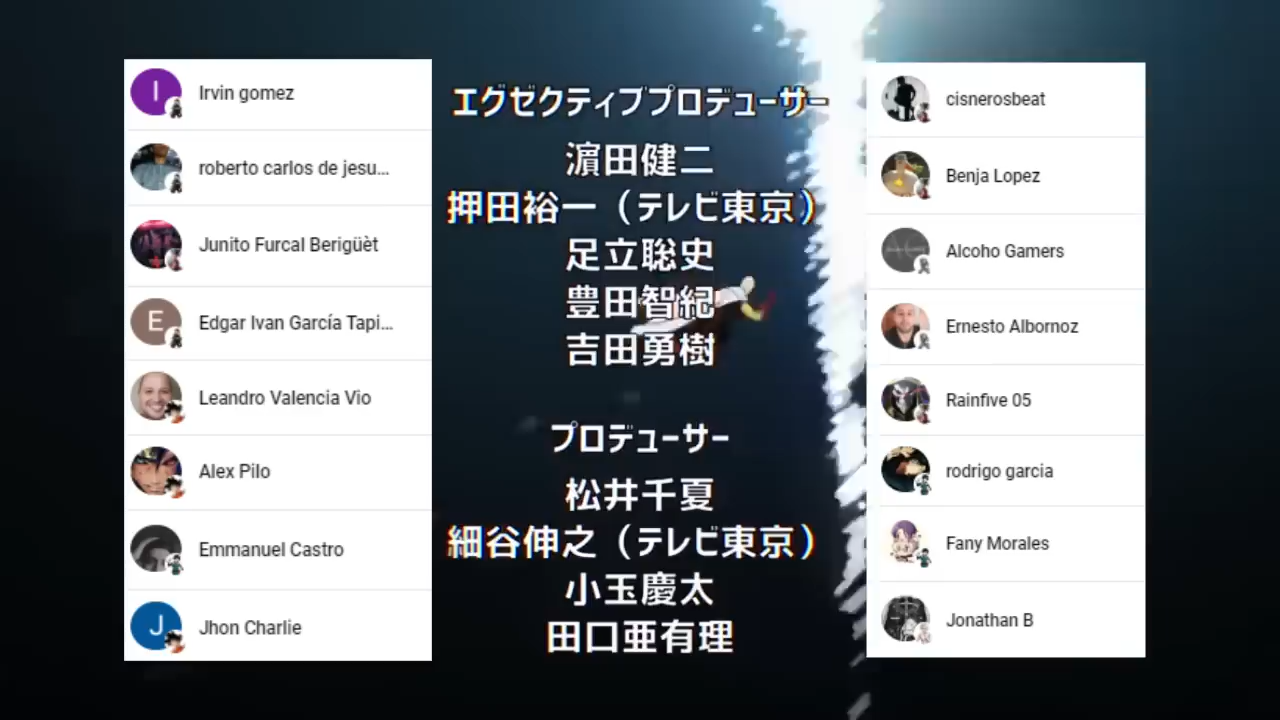 I
Irvin gomez
roberto carlos de jesu...
Junito Furcal Berigüèt
E
Edgar Ivan García Tapi...
Leandro Valencia Vio
Alex Pilo
Emmanuel Castro
J
Jhon Charlie
エグゼクティブプロデューサー
濵田健二
押田裕一（テレビ東京）
足立聡史
豊田智紀
吉田勇樹
プロデューサー
松井千夏
細谷伸之（テレビ東京）
小玉慶太
田口亜有理
cisnerosbeat
Benja Lopez
Alcoho Gamers
Ernesto Albornoz
Rainfive 05
rodrigo garcia
Fany Morales
Jonathan B